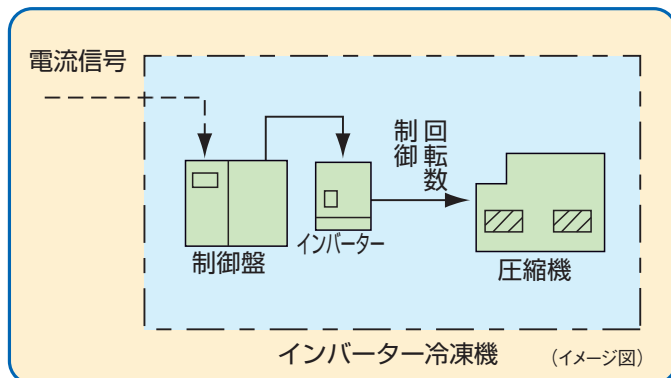 電流信号
回転数
制御
制御盤
インバーター
圧縮機
インバーター冷凍機
(イメージ図)